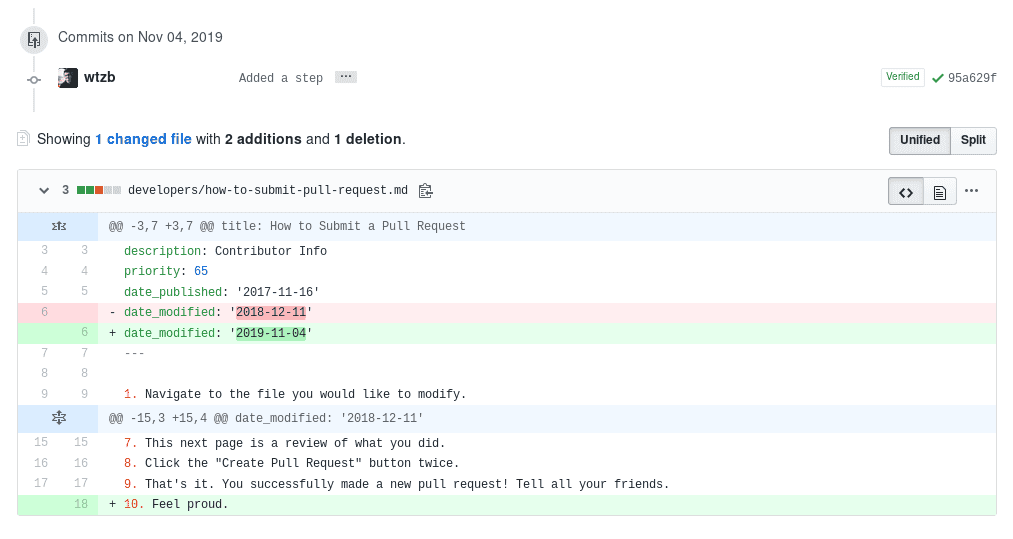 Commits on Nov 04, 2019
wtzb Added a step ... Verified 95a629f
Showing 1 changed file with 2 additions and 1 deletion. Unified Split
3 developers/how-to-submit-pull-request.md
@@ -3,7 +3,7 @@ title: How to Submit a Pull Request
3 3 description: Contributor Info
4 4 priority: 65
5 5 date_published: '2017-11-16'
6 - date_modified: '2018-12-11'
6 + date_modified: '2019-11-04'
7 7 ---
8 8
9 9 1. Navigate to the file you would like to modify.
@@ -15,3 +15,4 @@ date_modified: '2018-12-11'
15 15 7. This next page is a review of what you did.
16 16 8. Click the "Create Pull Request" button twice.
17 17 9. That's it. You successfully made a new pull request! Tell all your friends.
18 + 10. Feel proud.